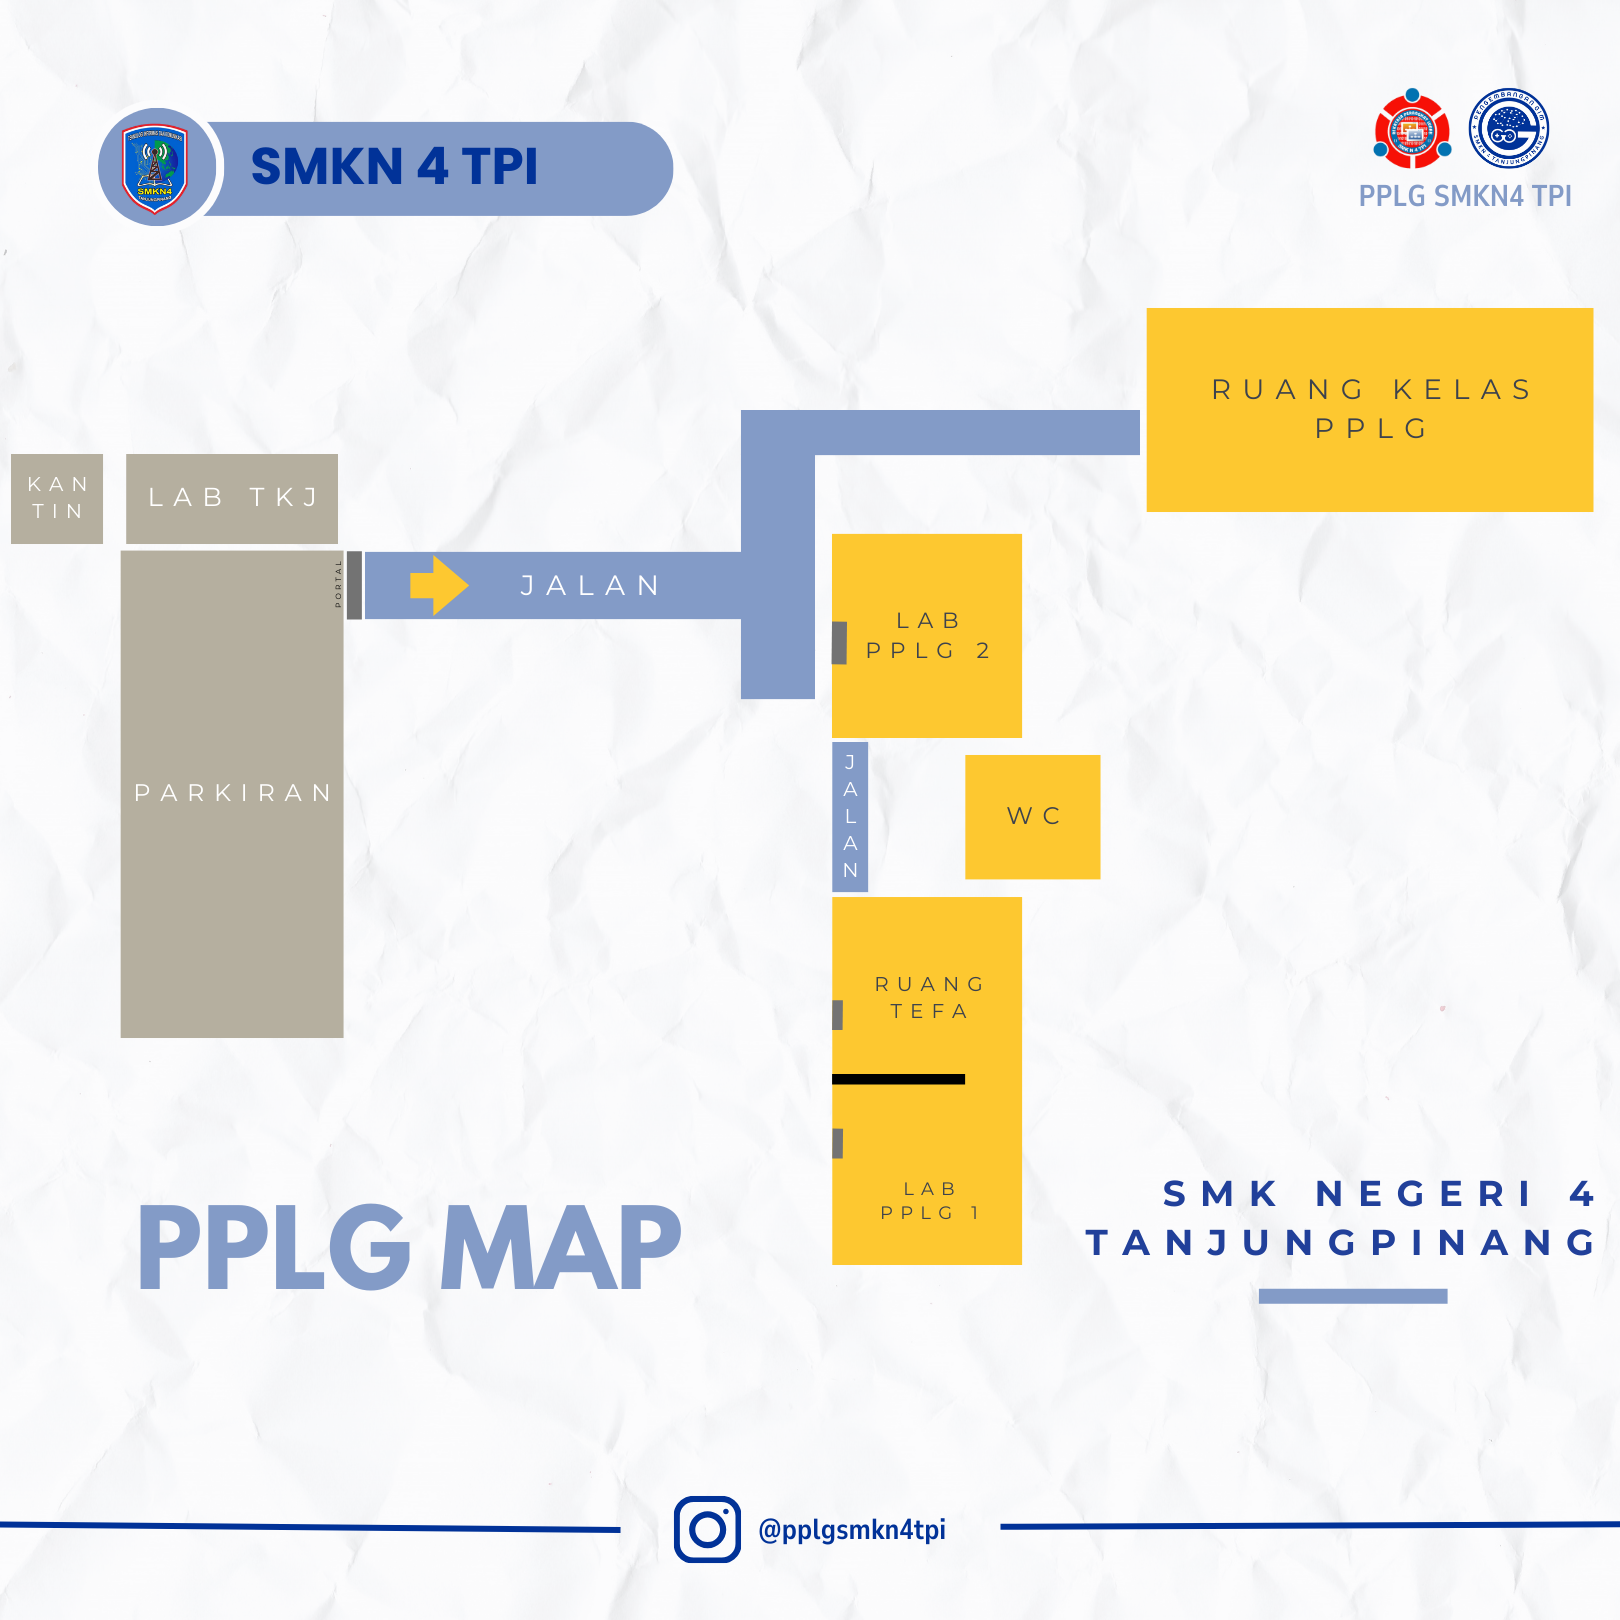 SMKN 4 TPI
SMKN4
PPLG SMKN4 TPI
RUANG KELAS
PPLG
KAN
TIN
LAB TKJ
PORTAL
JALAN
LAB
PPLG 2
PARKIRAN
JALAN
WC
RUANG
TEFA
LAB
PPLG 1
PPLG MAP
SMK NEGERI 4
TANJUNGPINANG
@pplgsmkn4tpi